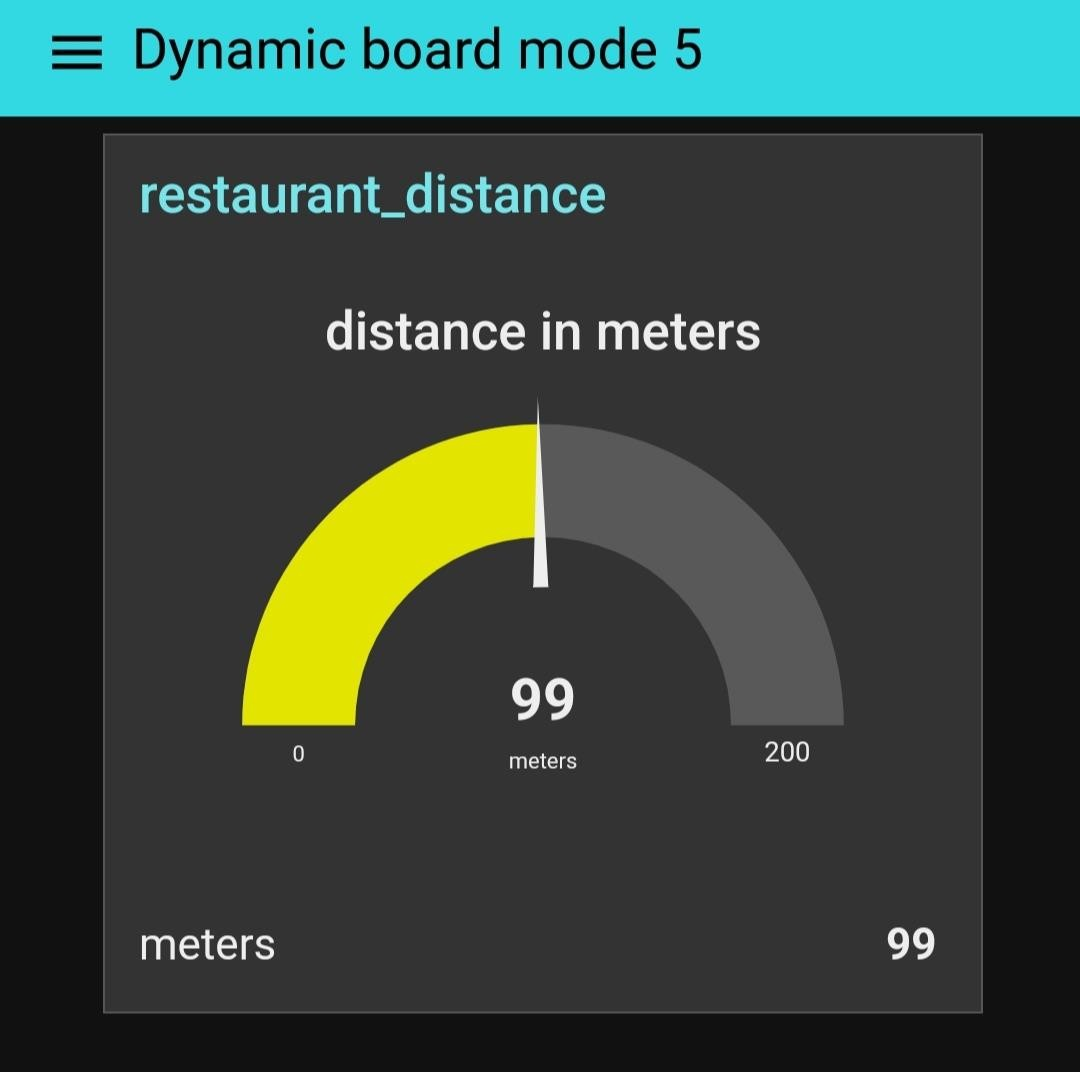 Dynamic board mode 5
restaurant_distance
distance in meters
99
0
meters
200
meters 99